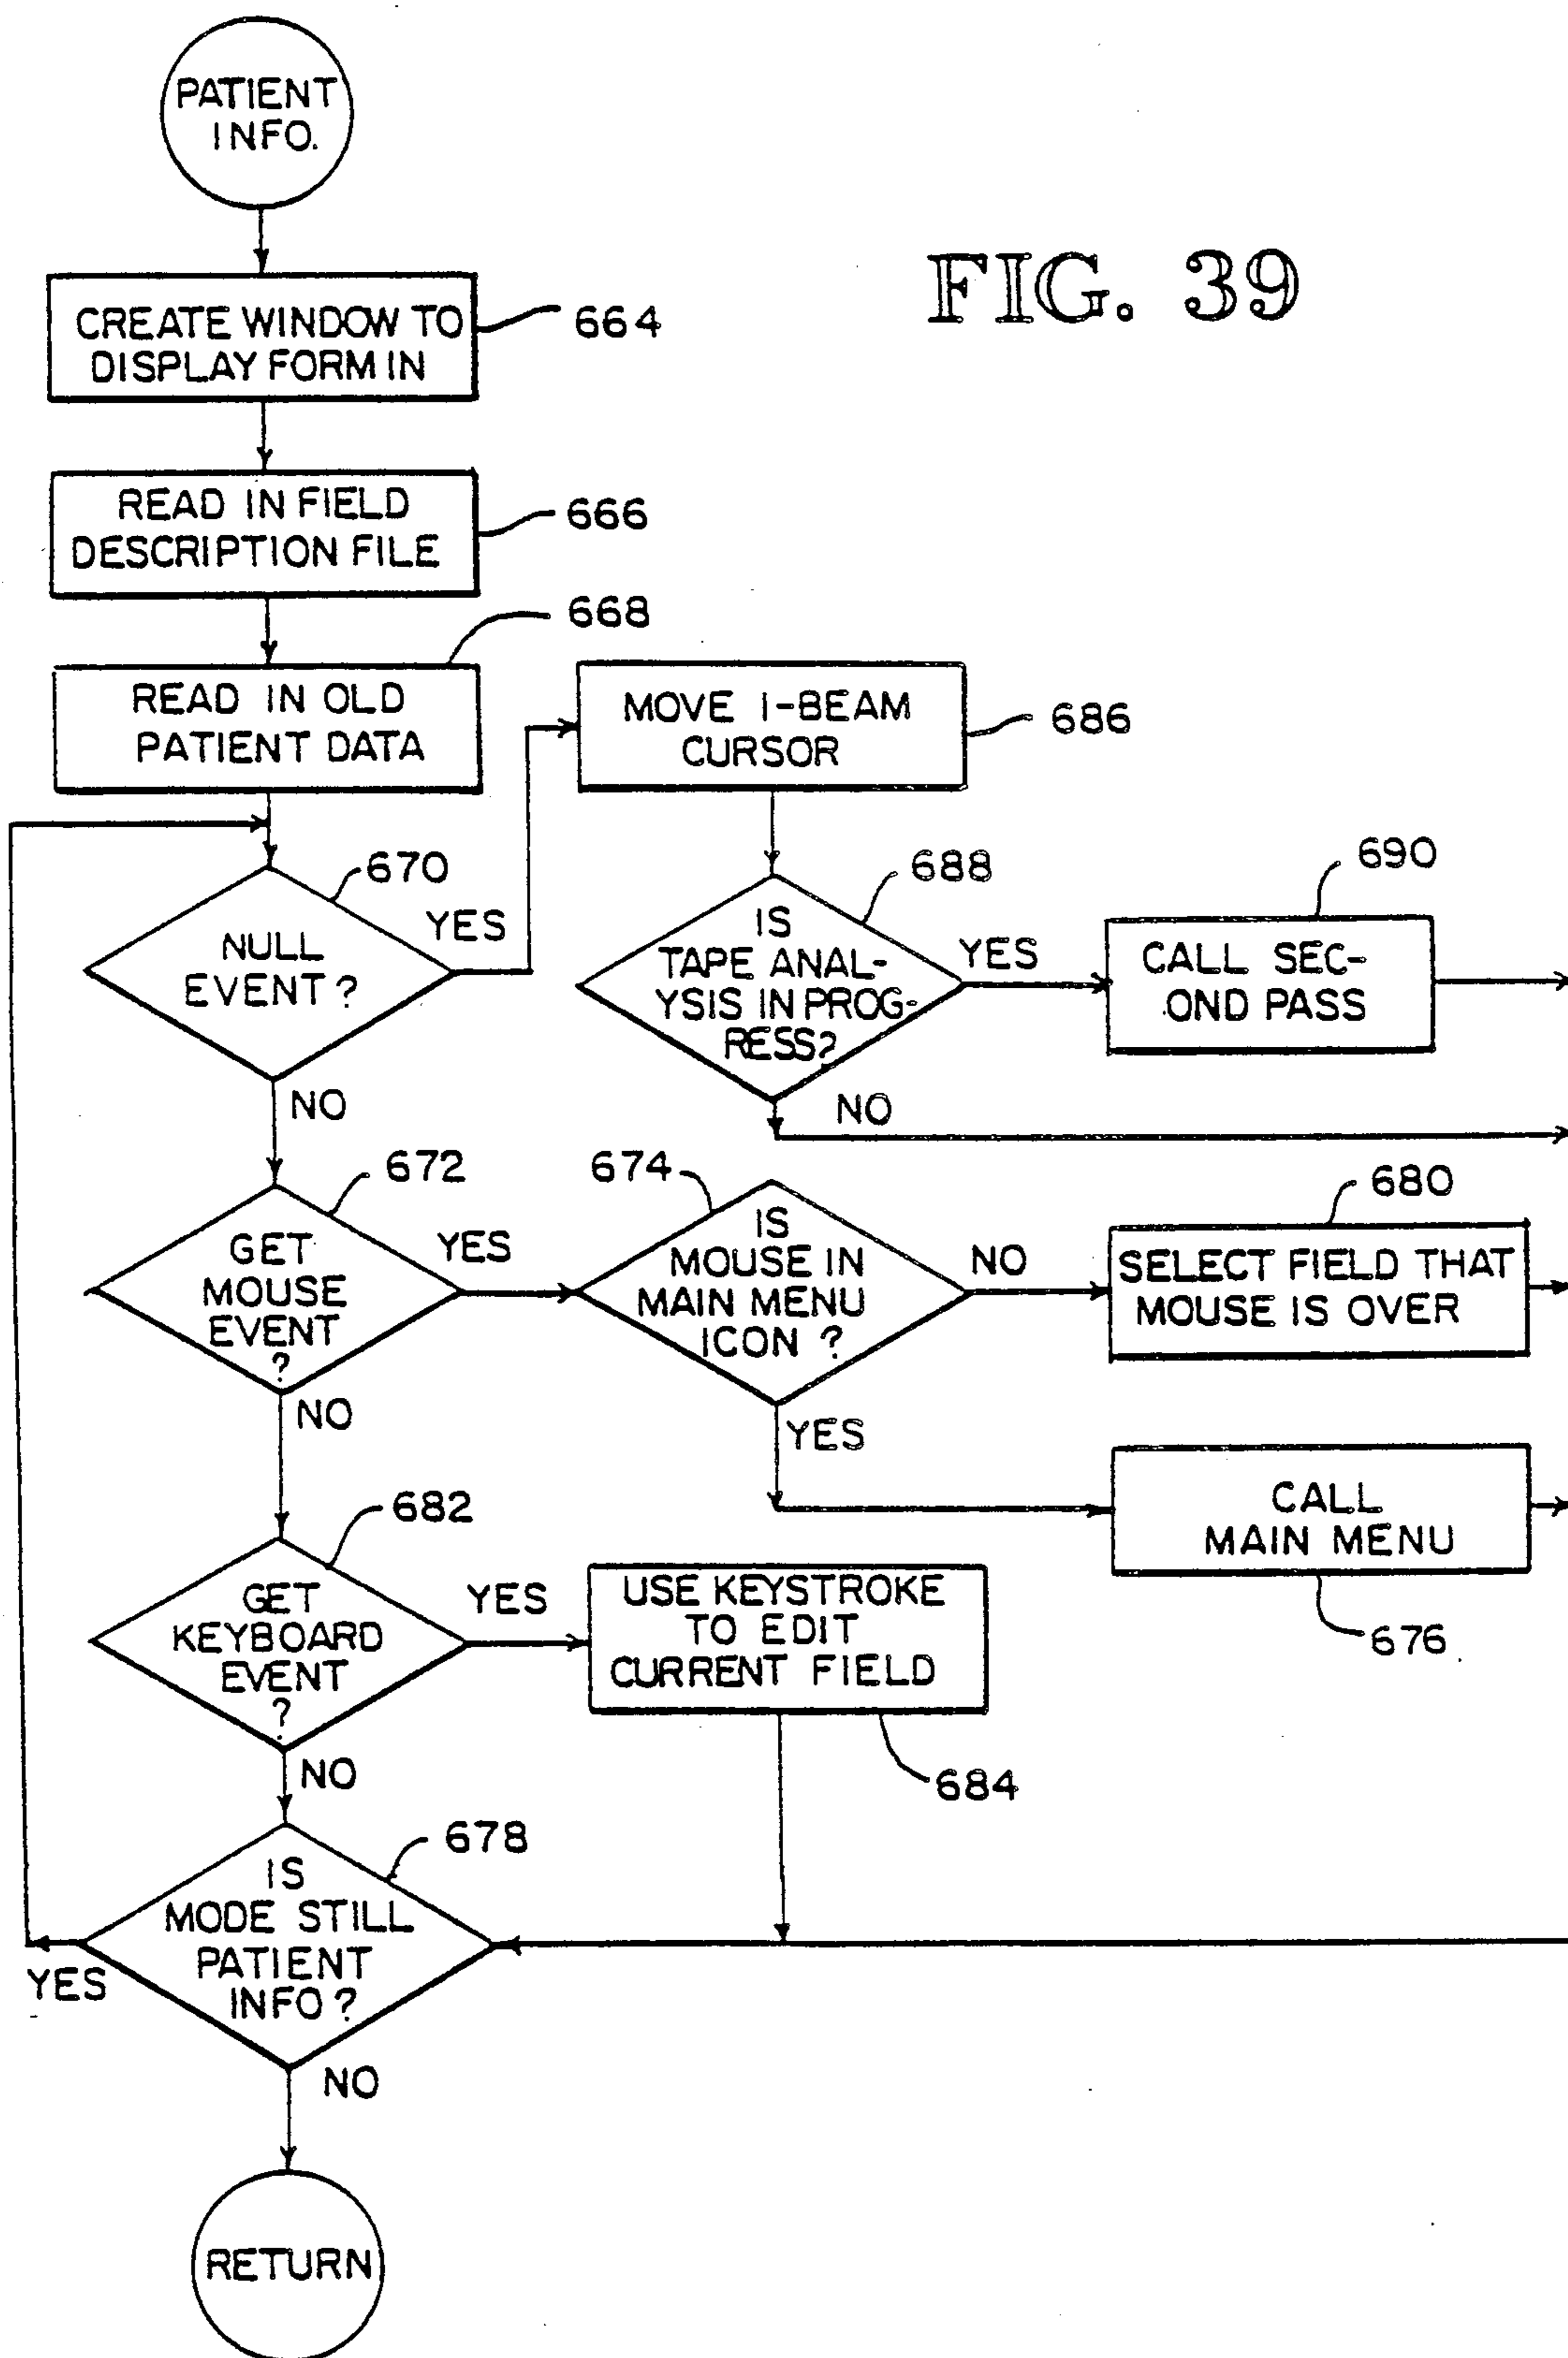 PATIENT
INFO.
FIG. 39
CREATE WINDOW TO
DISPLAY FORM IN
664
READ IN FIELD
DESCRIPTION FILE
666
668
READ IN OLD
PATIENT DATA
MOVE I-BEAM
CURSOR
686
670
NULL
EVENT?
YES
688
IS
TAPE ANAL-
YSIS IN PROG-
RESS?
YES
690
CALL SEC-
OND PASS
NO
NO
672
GET
MOUSE
EVENT
?
YES
674
IS
MOUSE IN
MAIN MENU
ICON ?
NO
680
SELECT FIELD THAT
MOUSE IS OVER
NO
YES
CALL
MAIN MENU
676
682
GET
KEYBOARD
EVENT
?
YES
USE KEYSTROKE
TO EDIT
CURRENT FIELD
684
NO
678
IS
MODE STILL
PATIENT
INFO?
YES
NO
RETURN